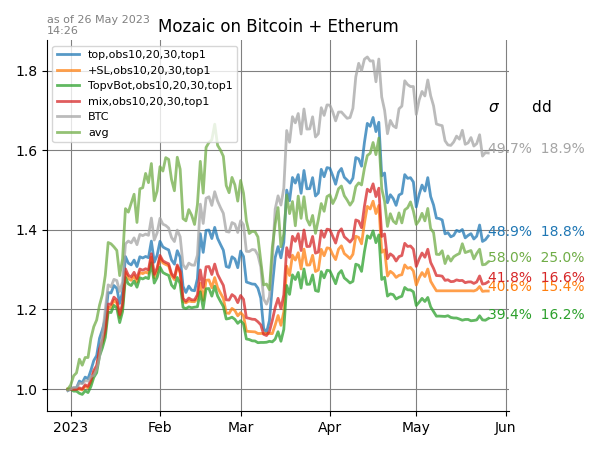 as of 26 May 2023
14:26
Mozaic on Bitcoin + Etherum
top,obs10,20,30,top1
+SL,obs10,20,30,top1
TopvBot,obs10,20,30,top1
mix,obs10,20,30,top1
BTC
avg
σ dd
49.7% 18.9%
48.9% 18.8%
58.0% 25.0%
41.8% 16.6%
40.6% 15.4%
39.4% 16.2%
1.8
1.6
1.4
1.2
1.0
2023 Feb Mar Apr May Jun